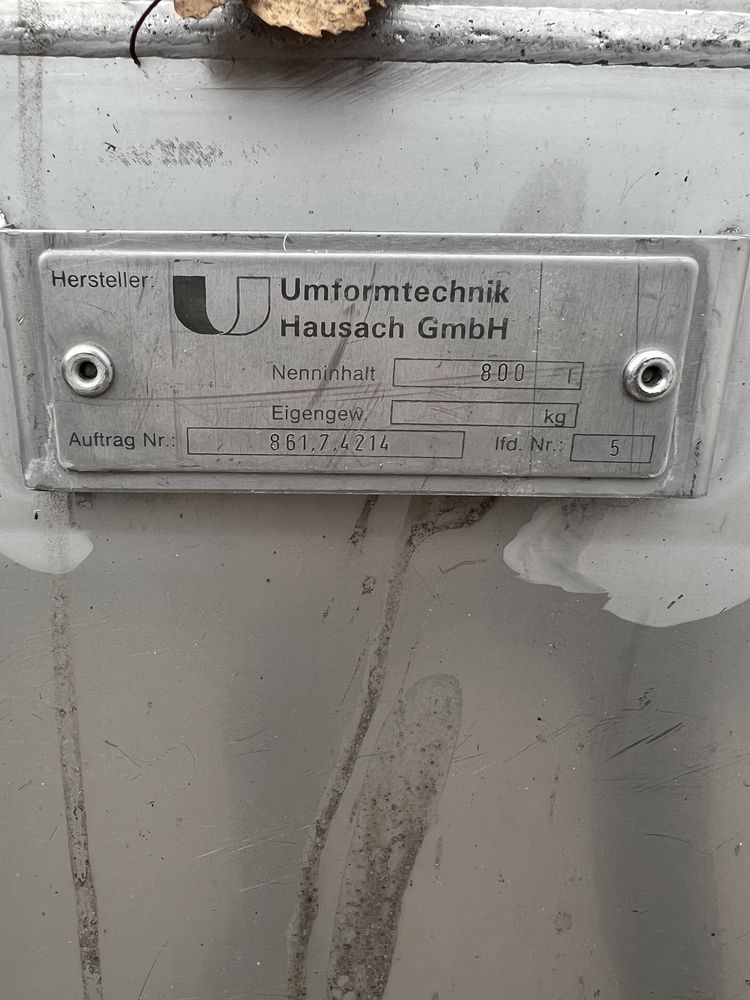 Hersteller: Umformtechnik
Hausach GmbH
Nenninhalt 800 l
Eigengew. kg
Auftrag Nr.: 861,7,4214 lfd. Nr.: 5